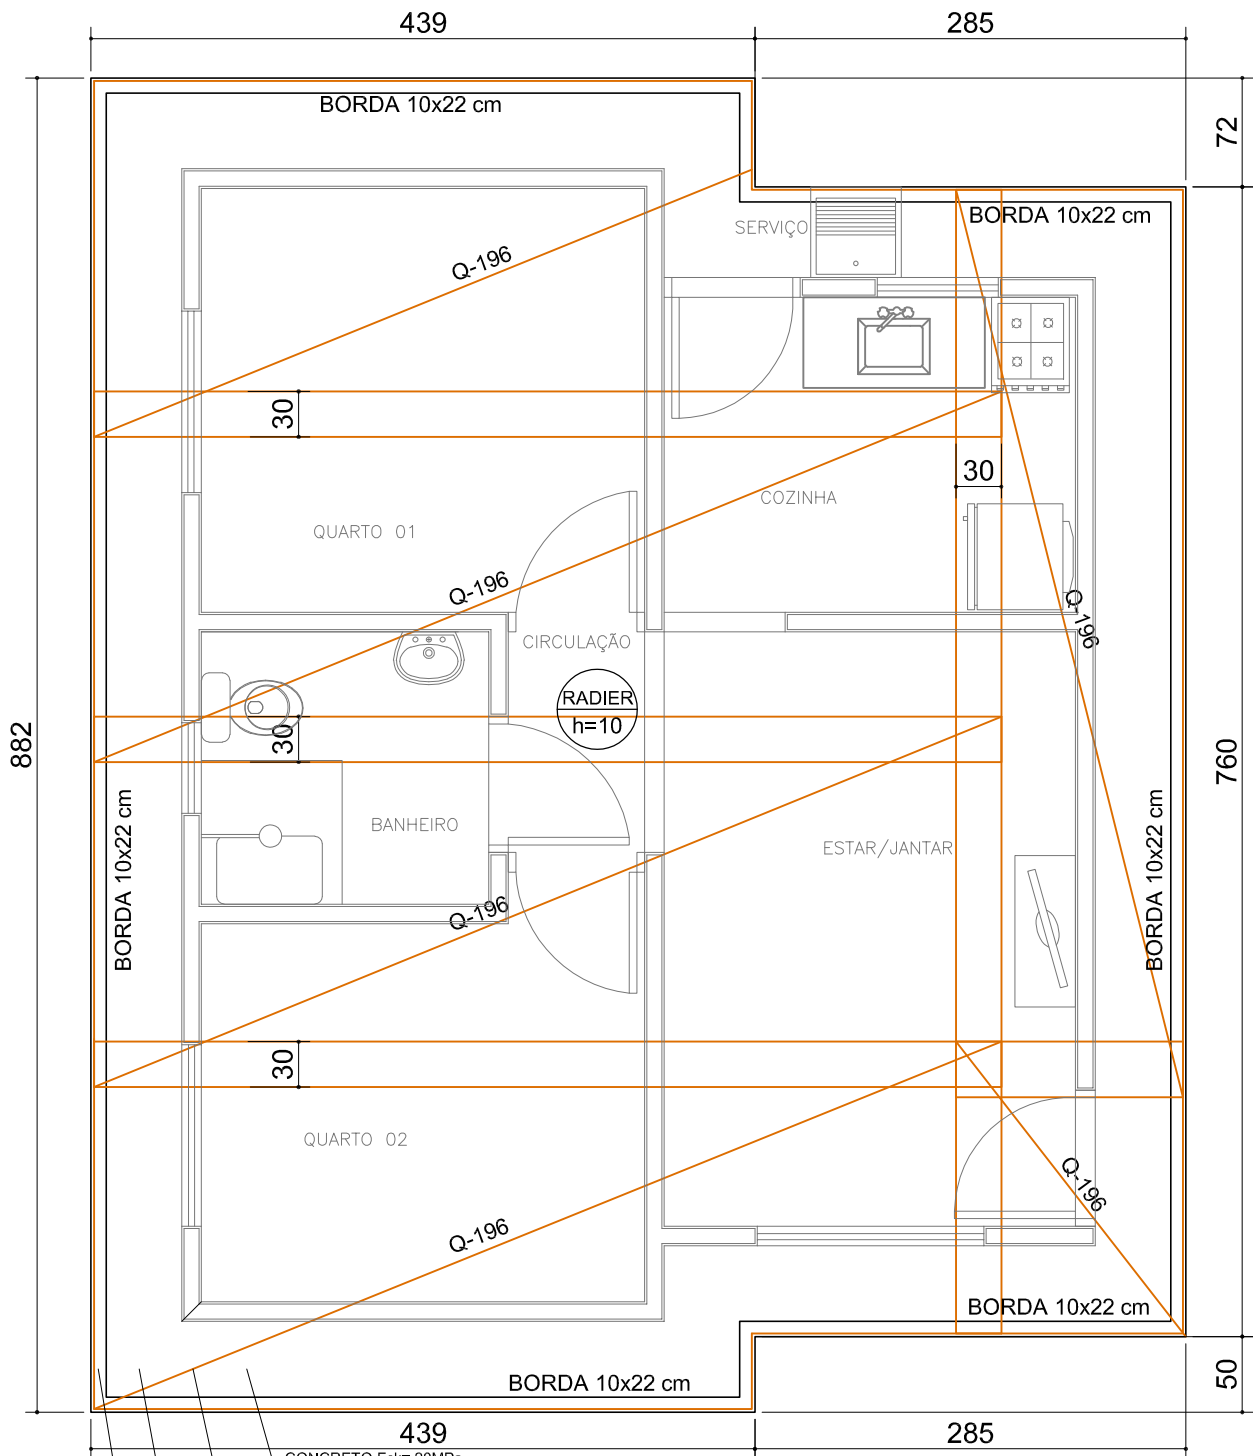 439
285
BORDA 10x22 cm
72
SERVIÇO
BORDA 10x22 cm
Q-196
30
30
COZINHA
QUARTO 01
Q-196
Q-196
CIRCULAÇÃO
RADIER
h=10
882
30
760
BORDA 10x22 cm
BANHEIRO
ESTAR/JANTAR
BORDA 10x22 cm
Q-196
30
QUARTO 02
Q-196
Q-196
BORDA 10x22 cm
BORDA 10x22 cm
50
439
285